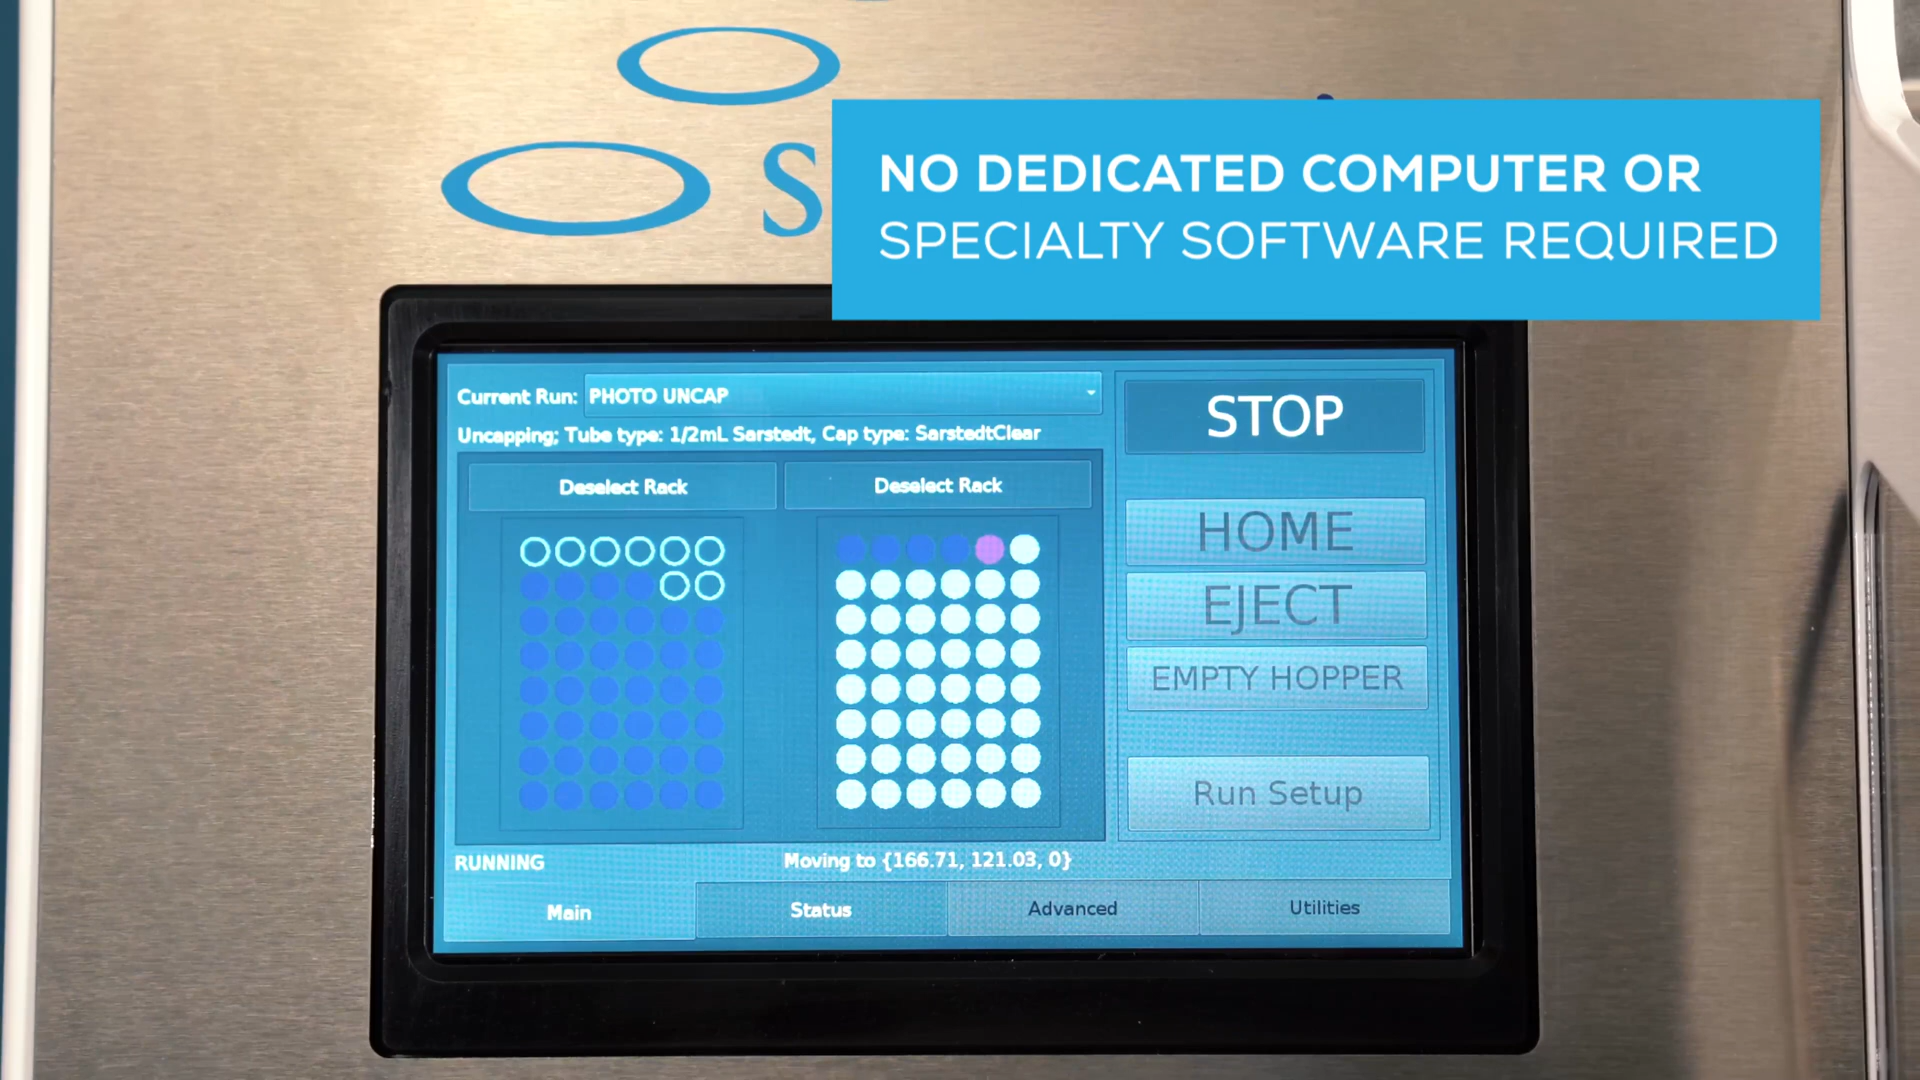 S
NO DEDICATED COMPUTER OR
SPECIALTY SOFTWARE REQUIRED
Current Run: PHOTO UNCAP
Uncapping; Tube type: 1/2mL Sarstedt, Cap type: SarstedtClear
Deselect Rack
Deselect Rack
STOP
HOME
EJECT
EMPTY HOPPER
Run Setup
RUNNING
Moving to {166.71, 121.03, 0}
Main
Status
Advanced
Utilities